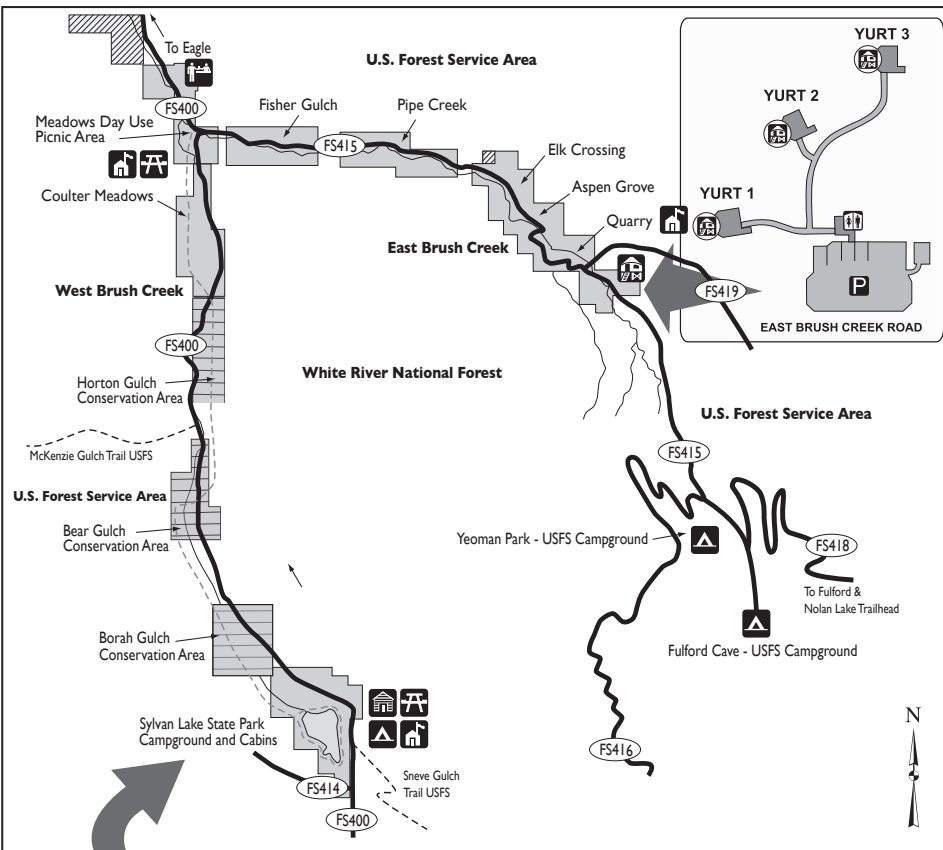 To Eagle
U.S. Forest Service Area
FS400
Meadows Day Use
Picnic Area
Fisher Gulch
Pipe Creek
FS415
Elk Crossing
Aspen Grove
Quarry
Coulter Meadows
East Brush Creek
West Brush Creek
FS419
YURT 3
YURT 2
YURT 1
P
EAST BRUSH CREEK ROAD
FS400
White River National Forest
Horton Gulch
Conservation Area
U.S. Forest Service Area
McKenzie Gulch Trail USFS
FS415
U.S. Forest Service Area
Bear Gulch
Conservation Area
Yeoman Park - USFS Campground
FS418
To Fulford &
Nolan Lake Trailhead
Fulford Cave - USFS Campground
Borah Gulch
Conservation Area
Sylvan Lake State Park
Campground and Cabins
FS416
N
Sneve Gulch
Trail USFS
FS414
FS400